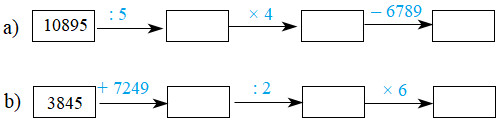 a) 10895 : 5 × 4 – 6789
b) 3845 + 7249 : 2 × 6